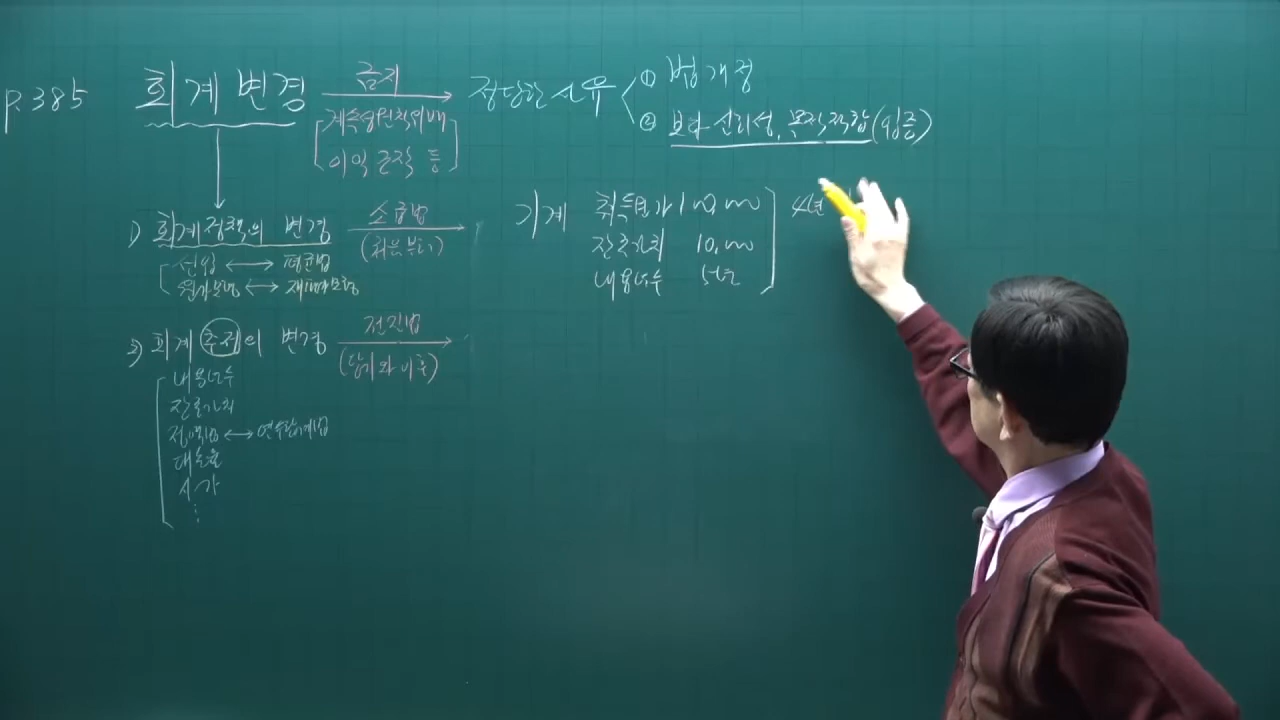 p.385
회계 변경
금지
[계속성원칙 위배
이익 조작 등]
정당한 사유
① 법 개정
② 보다 신뢰성, 목적적합 (입증)
1) 회계 정책의 변경
소급법
(처음부터)
[선입 ↔ 평균법
원가모형 ↔ 재평가모형
2) 회계 추정의 변경
전진법
(당기와 이후)
[내용년수
잔존가치
정액법 ↔ 연수합계법
대손율
시가
⋮
기계
취득원가 100,000
잔존가치 10,000
내용년수 5년
4년